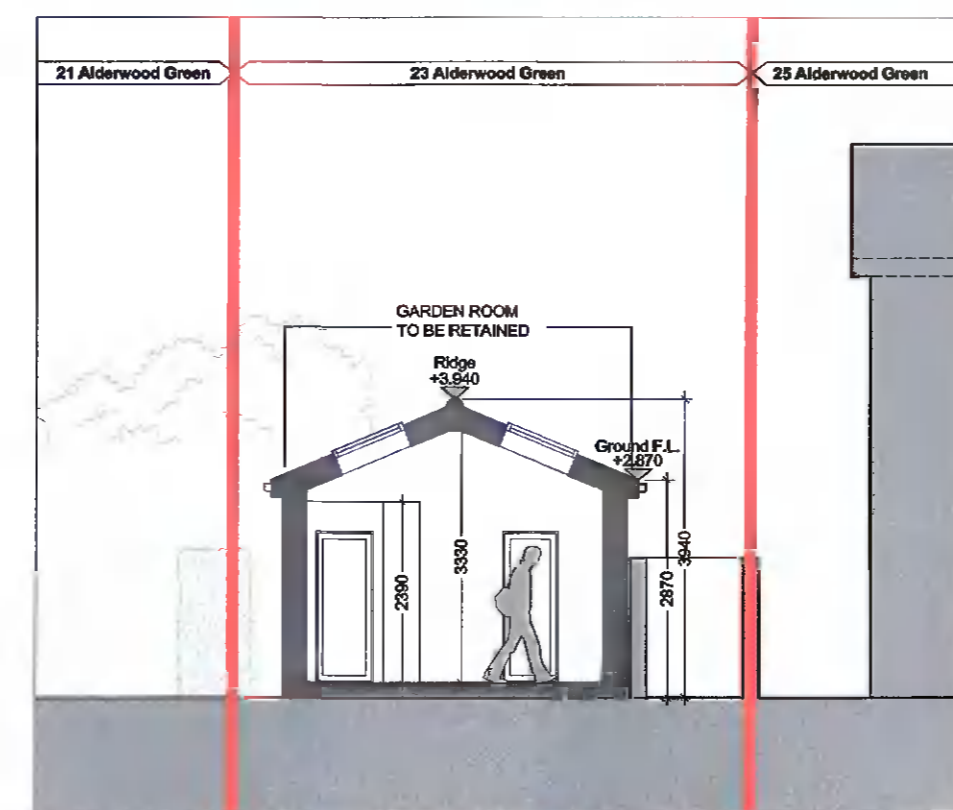 21 Alderwood Green
23 Alderwood Green
25 Alderwood Green
GARDEN ROOM
TO BE RETAINED
Ridge
+3.940
Ground F.L.
+2.870
2390
3330
2870
3940